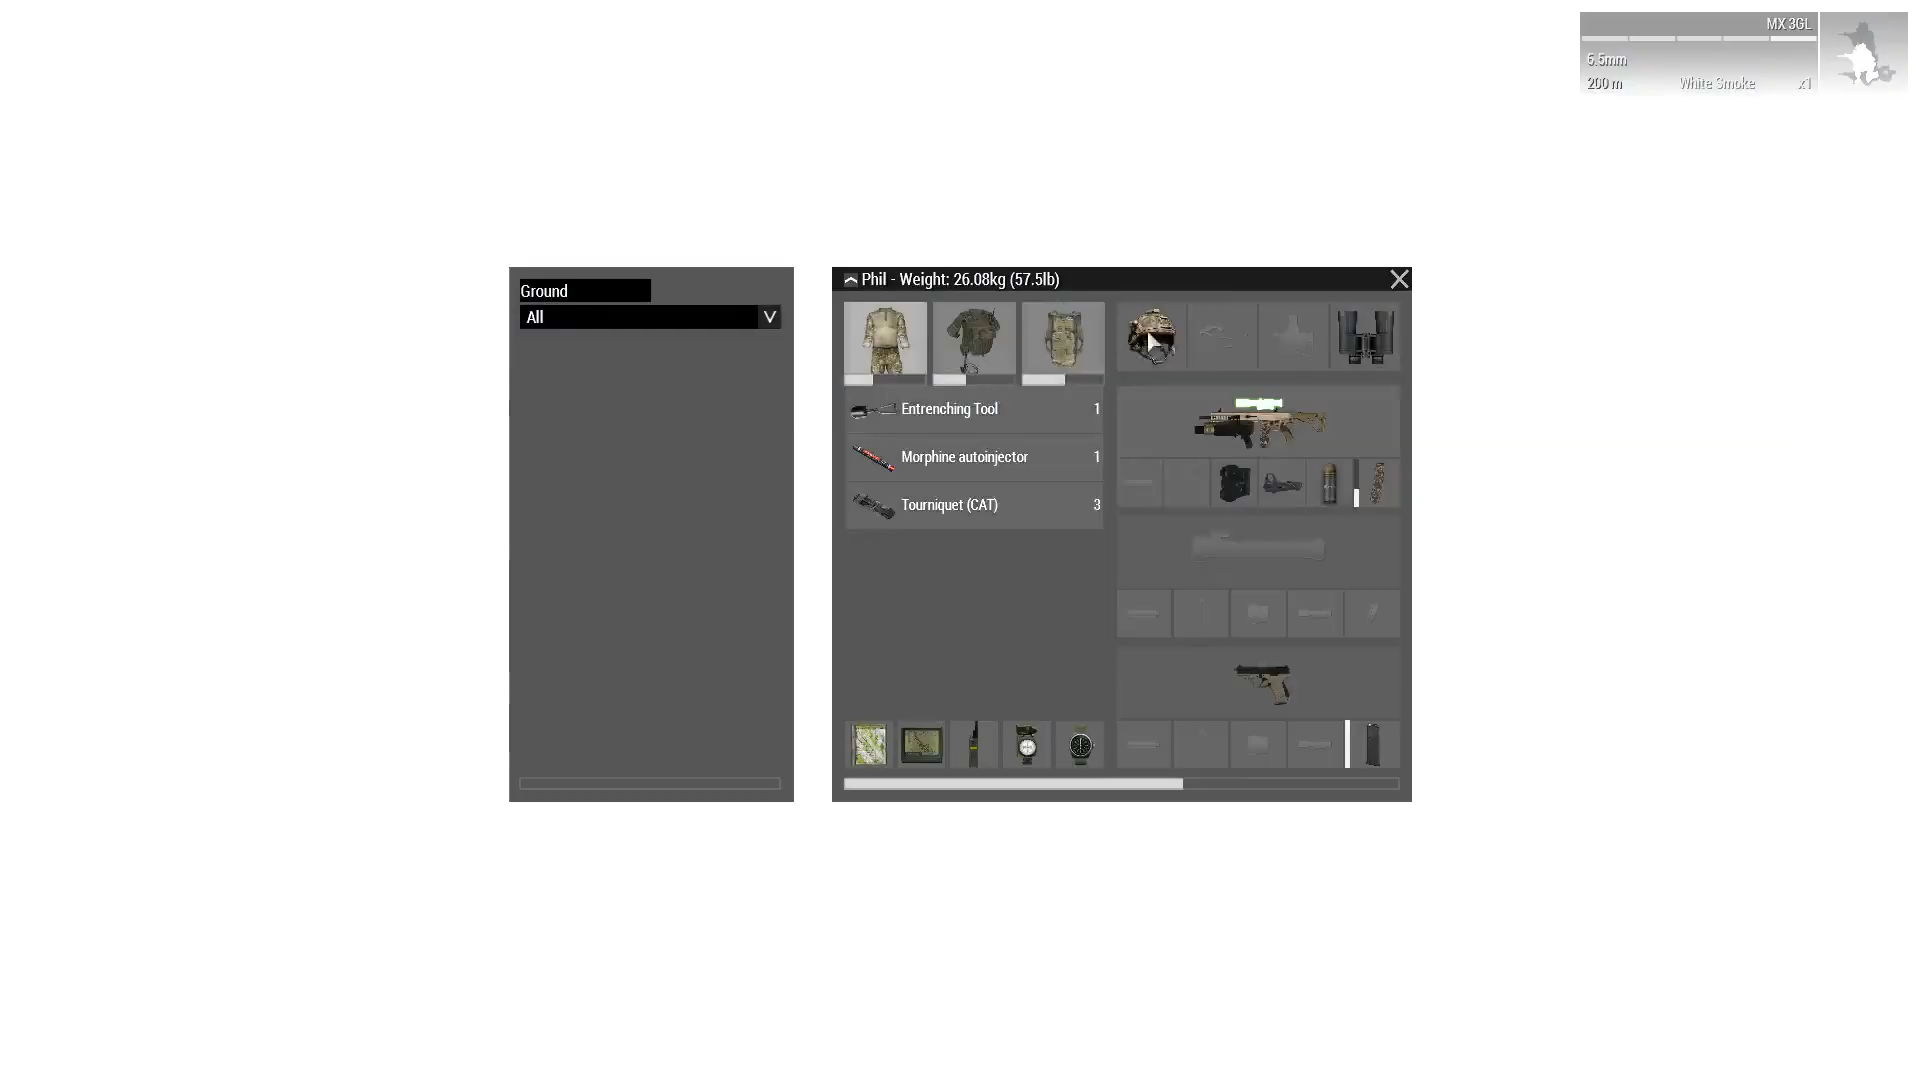 MX 3GL
6.5mm
200 m White Smoke x1
Ground
All
Phil - Weight: 26.08kg (57.5lb)
Entrenching Tool 1
Morphine autoinjector 1
Tourniquet (CAT) 3